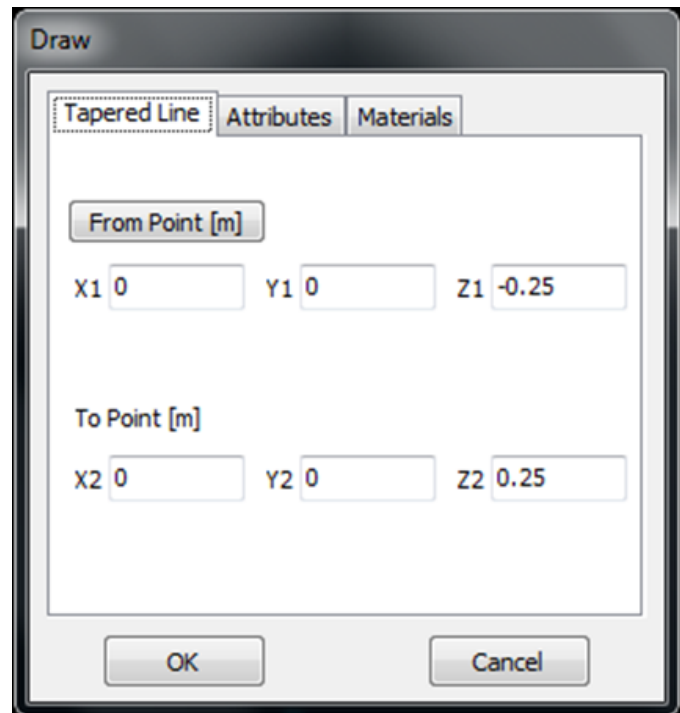 Draw
Tapered Line Attributes Materials
From Point [m]
X1 0 Y1 0 Z1 -0.25
To Point [m]
X2 0 Y2 0 Z2 0.25
OK Cancel